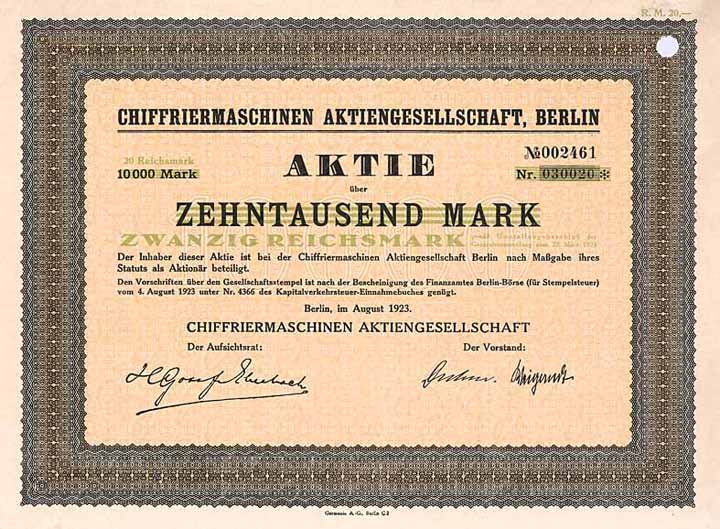 R. M. 20,—
CHIFFRIERMASCHINEN AKTIENGESELLSCHAFT, BERLIN
20 Reichsmark
10 000 Mark
AKTIE
№002461
Nr. 030020 ✻
über
ZEHNTAUSEND MARK
ZWANZIG REICHSMARK
Der Inhaber dieser Aktie ist bei der Chiffriermaschinen Aktiengesellschaft Berlin nach Maßgabe ihres
Statuts als Aktionär beteiligt.
Den Vorschriften über den Gesellschaftsstempel ist nach der Bescheinigung des Finanzamtes Berlin-Börse (für Stempelsteuer)
vom 4. August 1923 unter Nr. 4366 des Kapitalverkehrsteuer-Einnahmebuches genügt.
Berlin, im August 1923.
CHIFFRIERMASCHINEN AKTIENGESELLSCHAFT
Der Aufsichtsrat:
Der Vorstand:
Germania A.-G., Berlin C 2